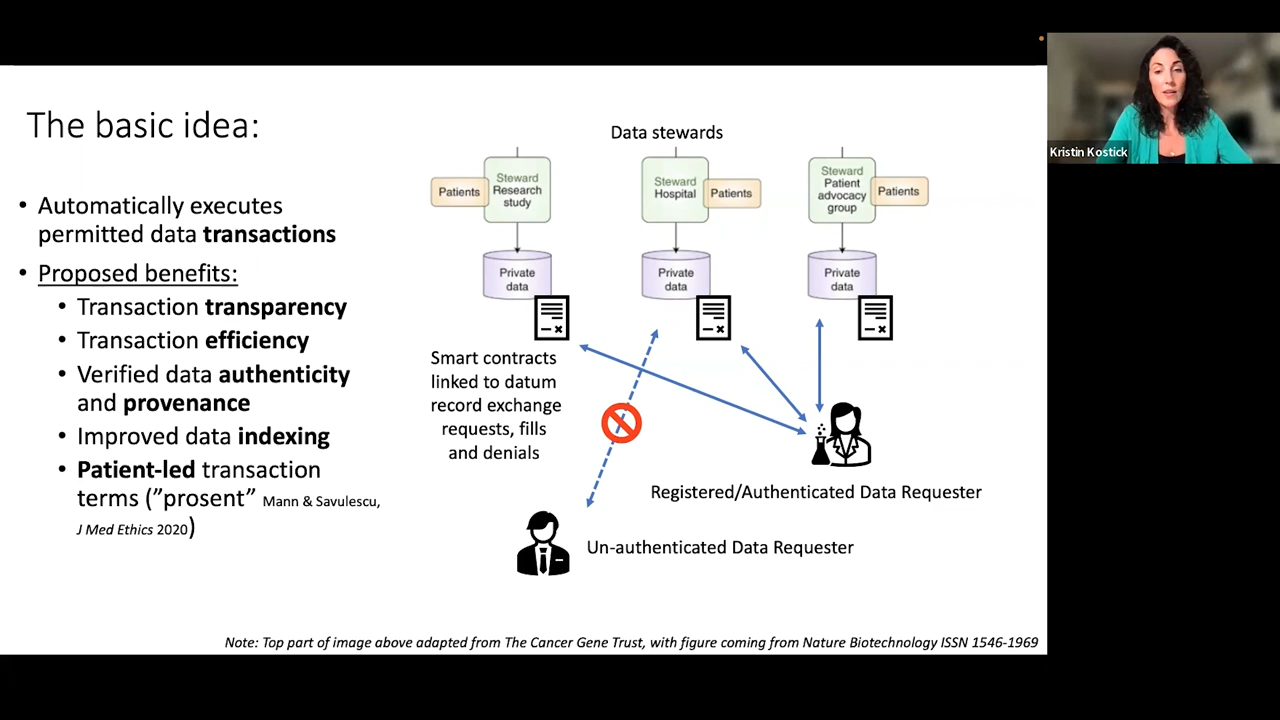 The basic idea:
• Automatically executes
permitted data transactions
• Proposed benefits:
• Transaction transparency
• Transaction efficiency
• Verified data authenticity
and provenance
• Improved data indexing
• Patient-led transaction
terms (”prosent” Mann & Savulescu,
J Med Ethics 2020)
Data stewards
Patients
Steward
Research
study
Steward
Hospital
Patients
Steward
Patient
advocacy
group
Patients
Private
data
Private
data
Private
data
Smart contracts
linked to datum
record exchange
requests, fills
and denials
Registered/Authenticated Data Requester
Un-authenticated Data Requester
Note: Top part of image above adapted from The Cancer Gene Trust, with figure coming from Nature Biotechnology ISSN 1546-1969
Kristin Kostick